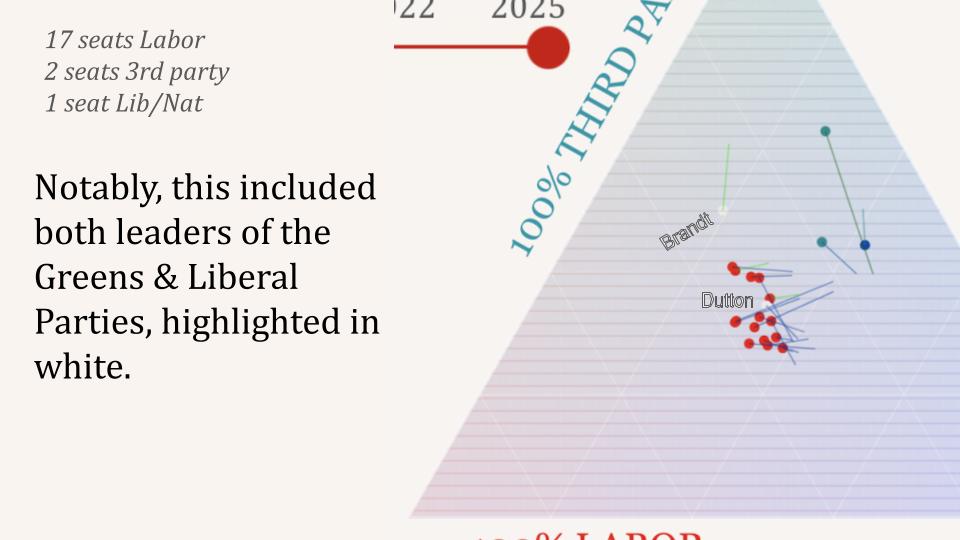 17 seats Labor
2 seats 3rd party
1 seat Lib/Nat
Notably, this included
both leaders of the
Greens & Liberal
Parties, highlighted in
white.
2025
100% THIRD PA
Brandt
Dutton
100% LABOR